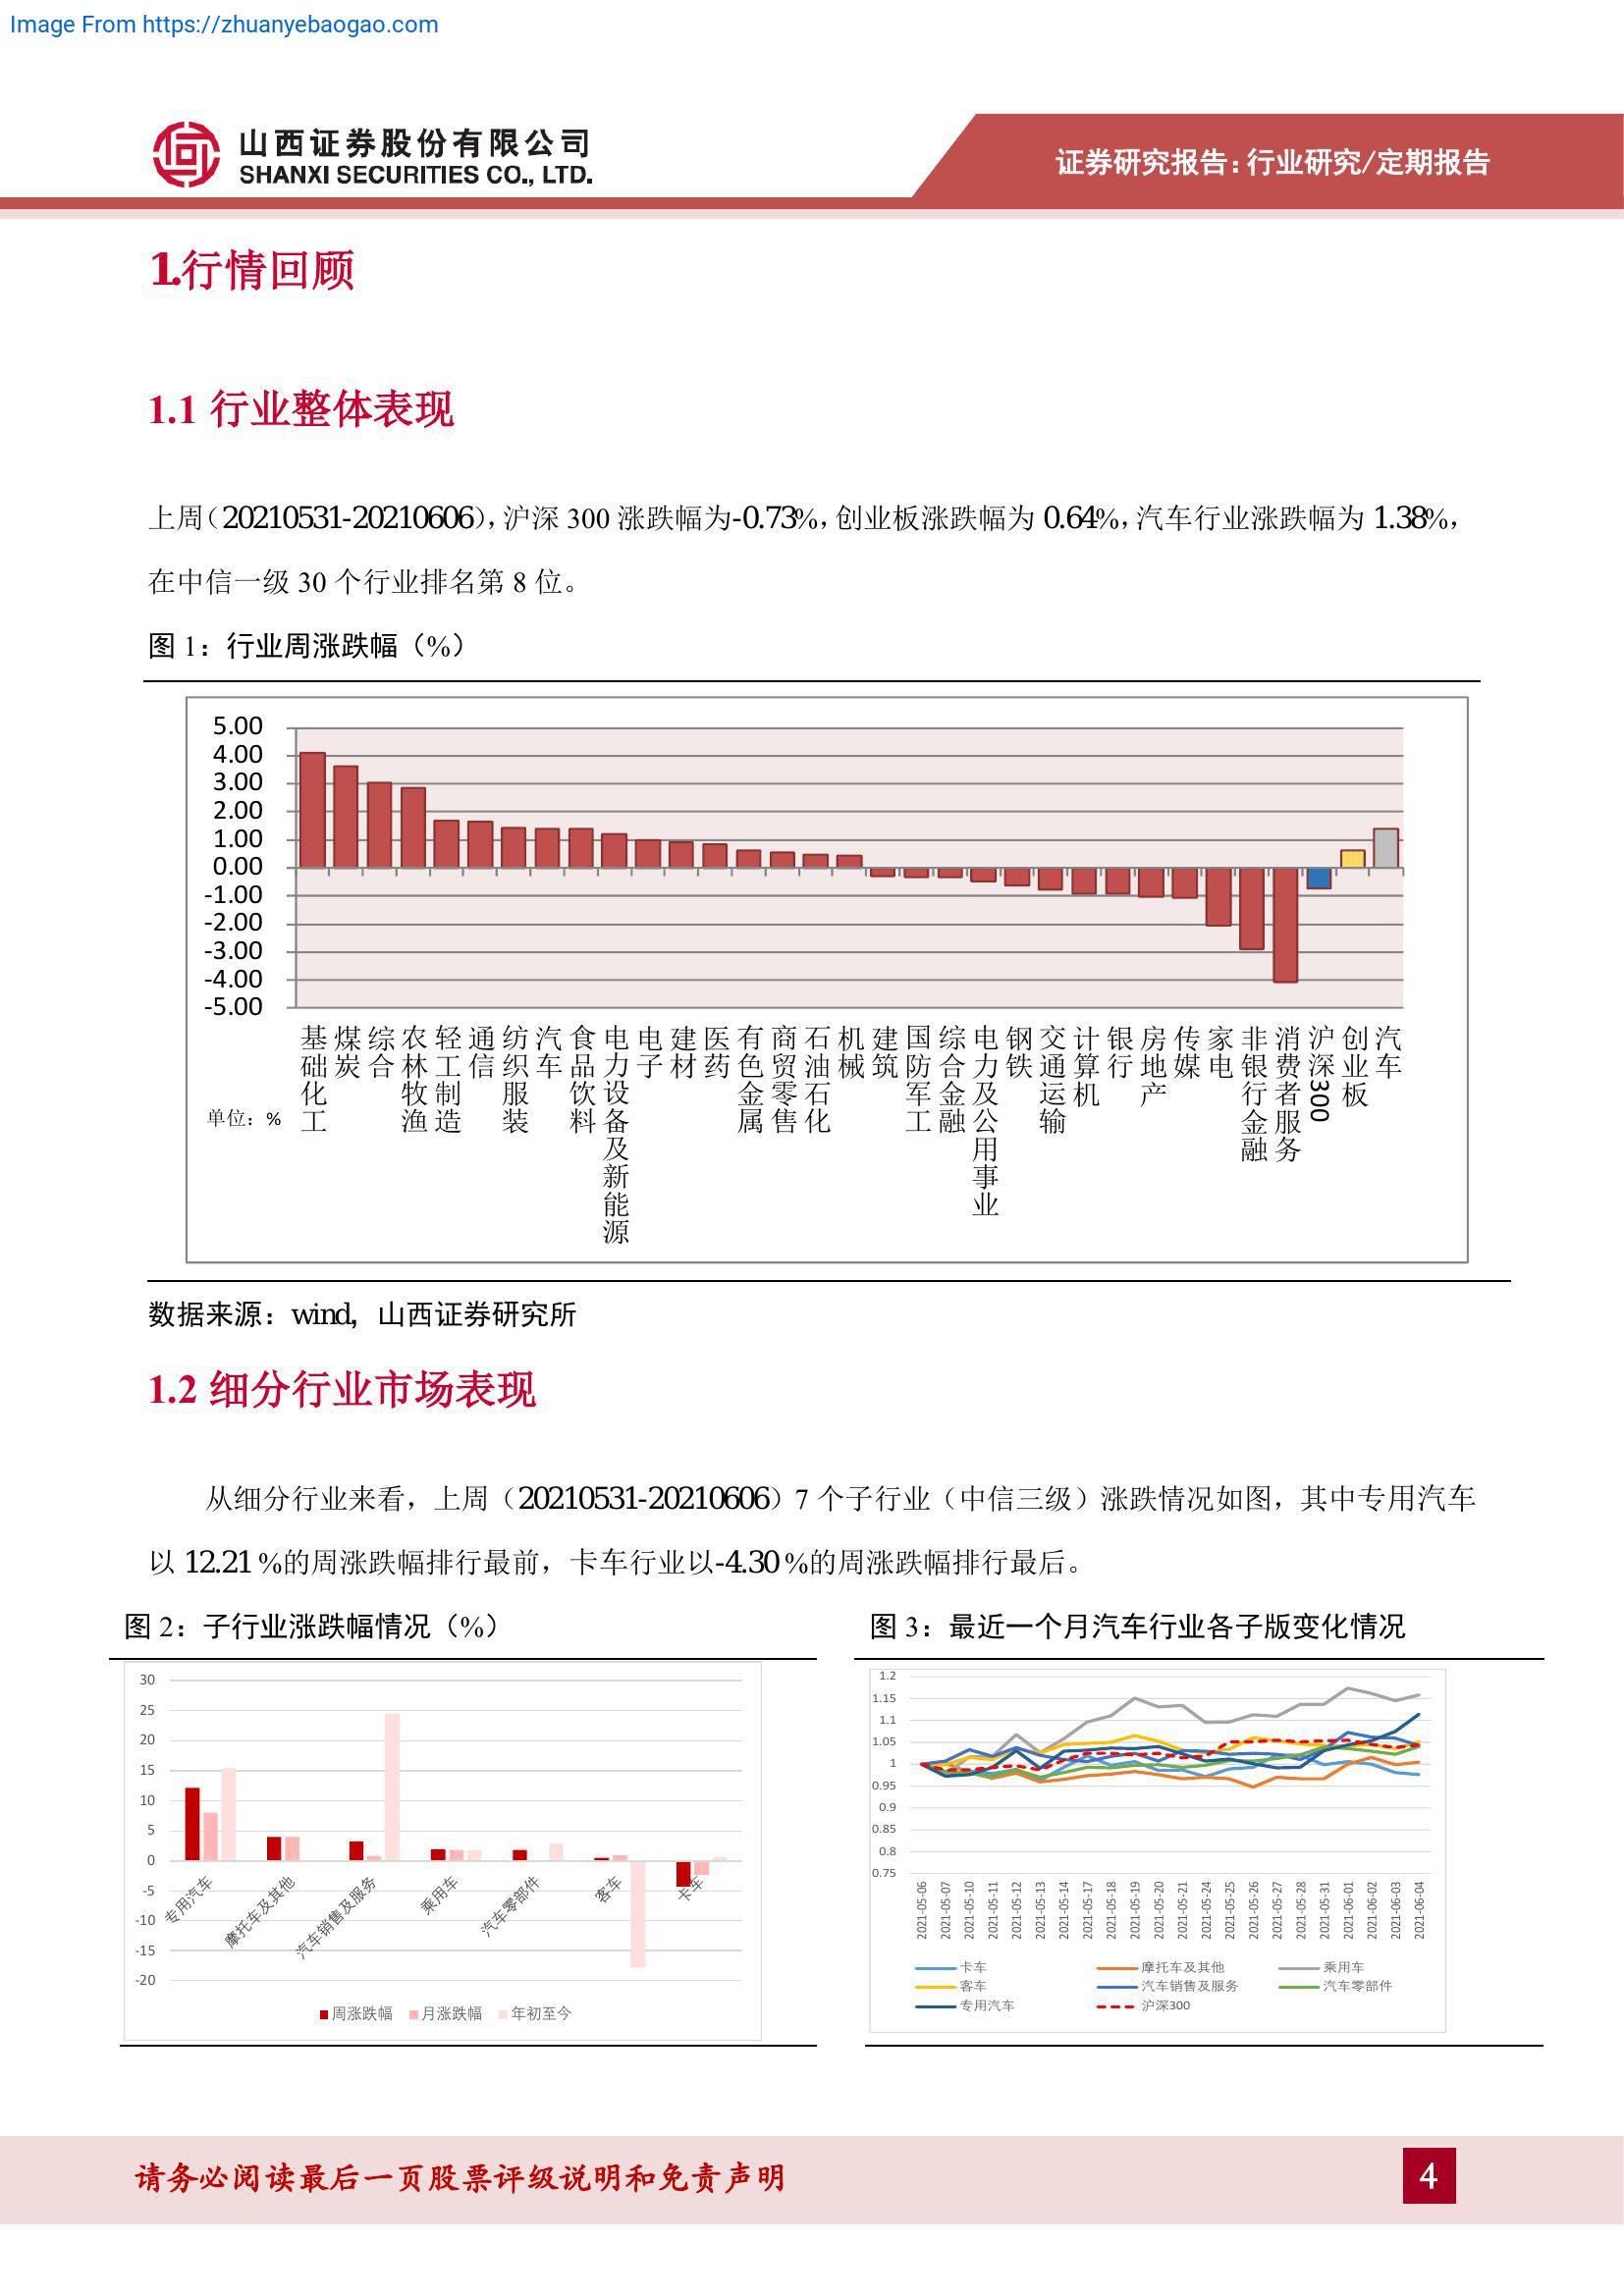 Image From https://zhuanyebaogao.com
山西证券股份有限公司
SHANXI SECURITIES CO., LTD.
证券研究报告:行业研究/定期报告
1.行情回顾
1.1 行业整体表现
上周（20210531-20210606），沪深 300 涨跌幅为-0.73%，创业板涨跌幅为 0.64%，汽车行业涨跌幅为 1.38%，
在中信一级 30 个行业排名第 8 位。
图 1：行业周涨跌幅（%）
5.00
4.00
3.00
2.00
1.00
0.00
-1.00
-2.00
-3.00
-4.00
-5.00
单位：%
基础化工
煤炭
综合
农林牧渔
轻工制造
通信
纺织服装
汽车
食品饮料
电力设备及新能源
电子
建材
医药
有色金属
商贸零售
石油石化
机械
建筑
国防军工
综合金融
电力及公用事业
钢铁
交通运输
计算机
银行
房地产
传媒
家电
非银行金融
消费者服务
沪深300
创业板
汽车
数据来源：wind，山西证券研究所
1.2 细分行业市场表现
从细分行业来看，上周（20210531-20210606）7 个子行业（中信三级）涨跌情况如图，其中专用汽车
以 12.21 %的周涨跌幅排行最前，卡车行业以-4.30 %的周涨跌幅排行最后。
图 2：子行业涨跌幅情况（%）
30
25
20
15
10
5
0
-5
-10
-15
-20
专用汽车
摩托车及其他
汽车销售及服务
乘用车
汽车零部件
客车
卡车
周涨跌幅 月涨跌幅 年初至今
图 3：最近一个月汽车行业各子版变化情况
1.2
1.15
1.1
1.05
1
0.95
0.9
0.85
0.8
0.75
2021-05-06
2021-05-07
2021-05-10
2021-05-11
2021-05-12
2021-05-13
2021-05-14
2021-05-17
2021-05-18
2021-05-19
2021-05-20
2021-05-21
2021-05-24
2021-05-25
2021-05-26
2021-05-27
2021-05-28
2021-05-31
2021-06-01
2021-06-02
2021-06-03
2021-06-04
卡车 摩托车及其他 乘用车
客车 汽车销售及服务 汽车零部件
专用汽车 沪深300
请务必阅读最后一页股票评级说明和免责声明
4